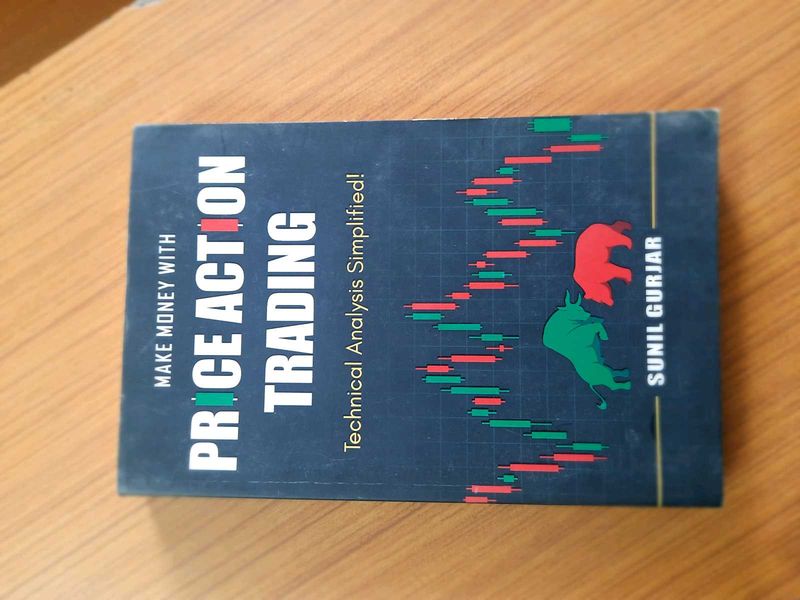 MAKE MONEY WITH
PRICE ACTION
TRADING
Technical Analysis Simplified!
SUNIL GURJAR